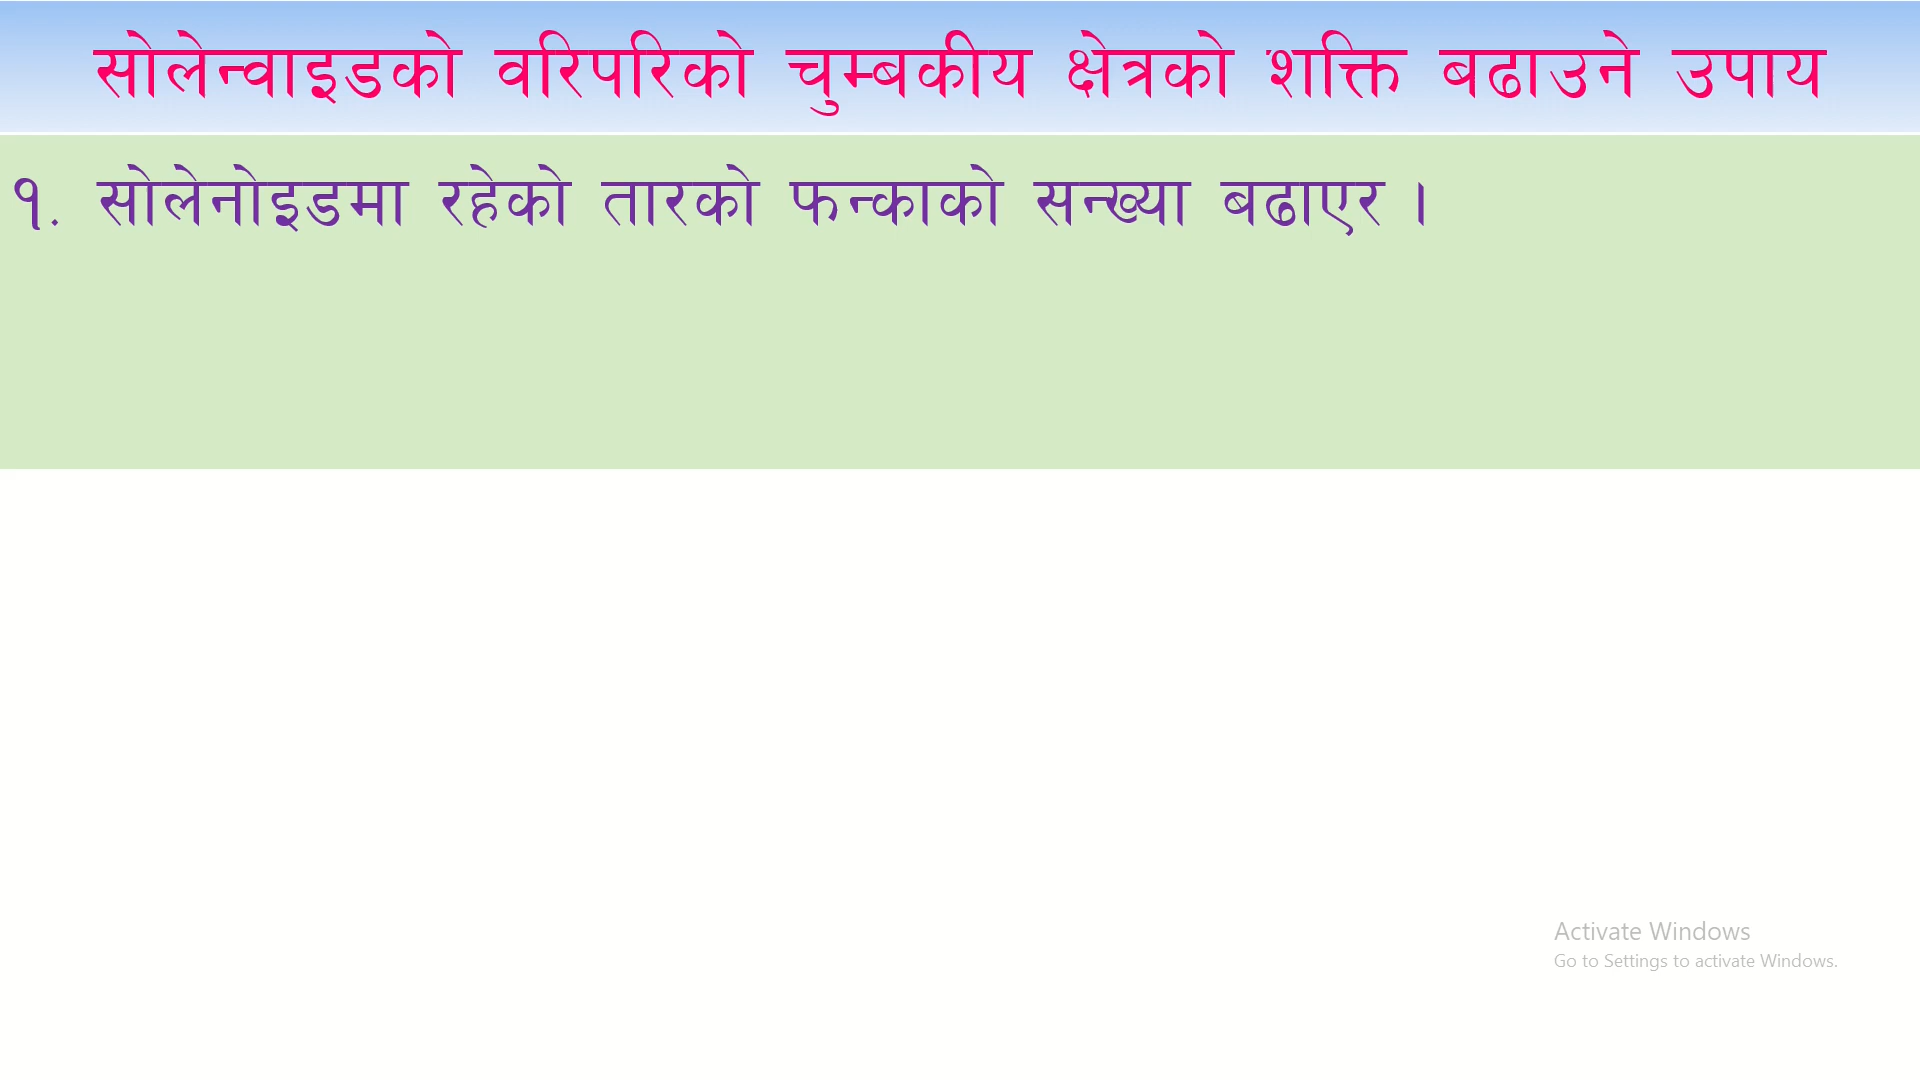 सोलेन्वाइडको वरिपरिको चुम्बकीय क्षेत्रको शक्ति बढाउने उपाय
१. सोलेनोइडमा रहेको तारको फन्काको सन्ख्या बढाएर ।
Activate Windows
Go to Settings to activate Windows.